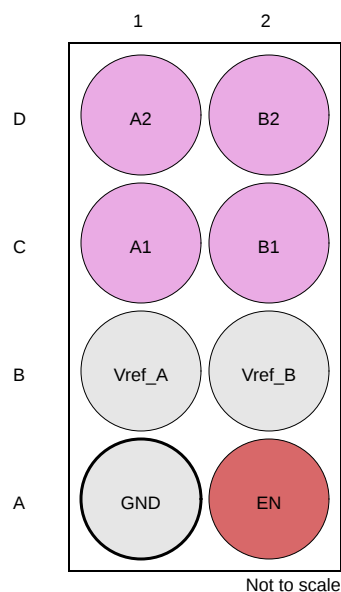 1 2
D A2 B2
C A1 B1
B Vref_A Vref_B
A GND EN
Not to scale